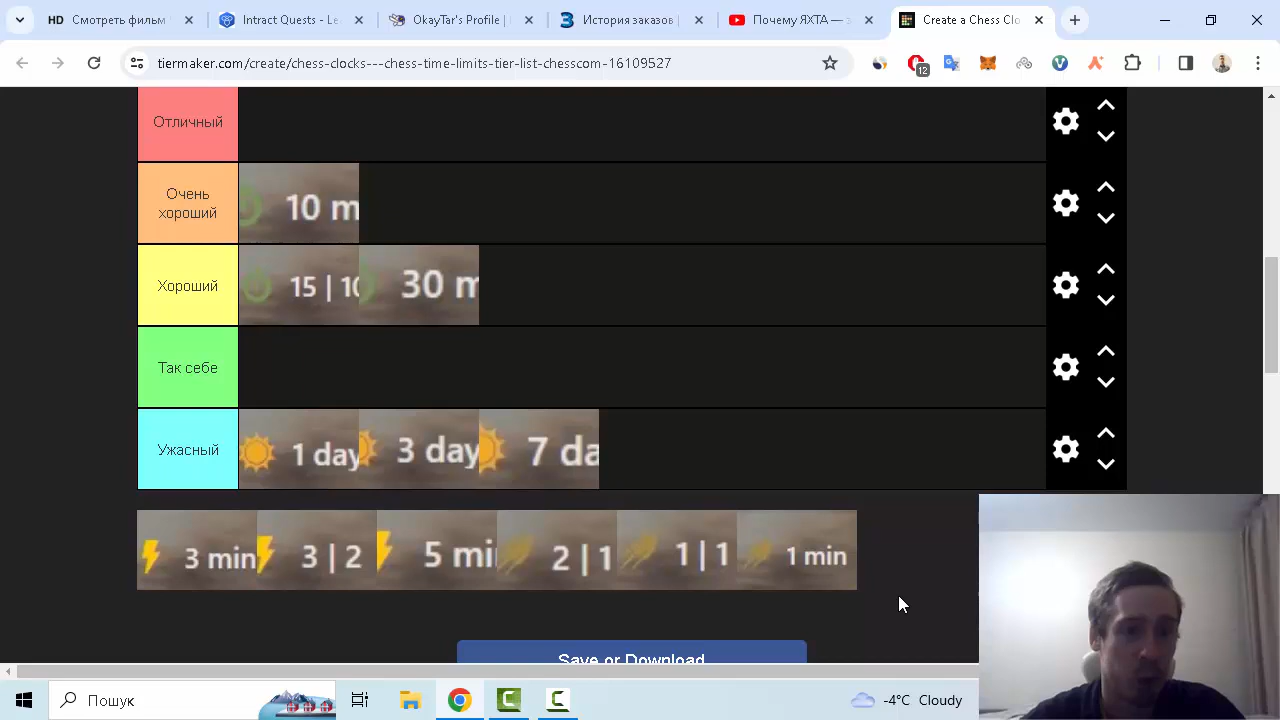 HD Смотреть фильм
Intract Quests - Le
OkayTar's Profile |
История вызовов |
Почему ЯХТА — з
Create a Chess Clo
tiermaker.com/create/chess-clocks---chess-time-limits-tier-list-chesscom-16109527
12
Отличный
Очень
хороший
10 m
Хороший
15 | 10
30 m
Так себе
Ужасный
1 day
3 day
7 da
3 min
3 | 2
5 mi
2 | 1
1 | 1
1 min
Save or Download
Пошук
-4°C Cloudy